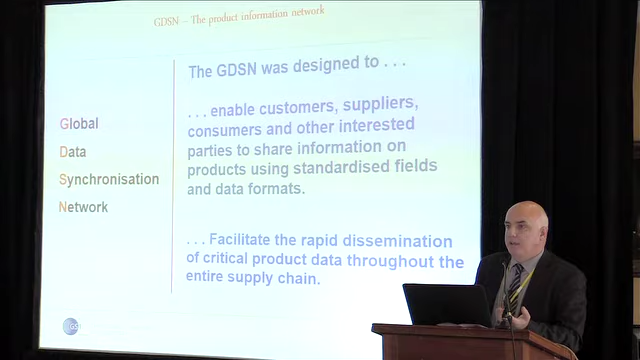 GDSN – The product information network
The GDSN was designed to . . .
. . . enable customers, suppliers,
consumers and other interested
parties to share information on
products using standardised fields
and data formats.
Global
Data
Synchronisation
Network
. . . Facilitate the rapid dissemination
of critical product data throughout the
entire supply chain.
GS1